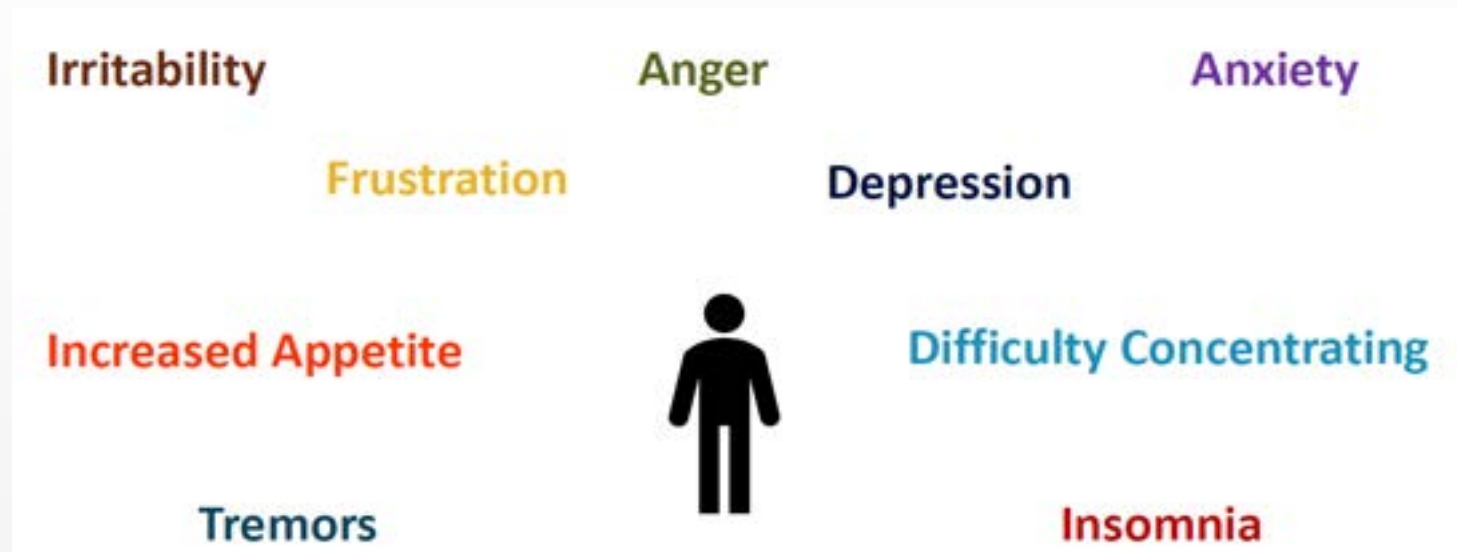 Irritability
Anger
Anxiety
Frustration
Depression
Increased Appetite
Difficulty Concentrating
Tremors
Insomnia